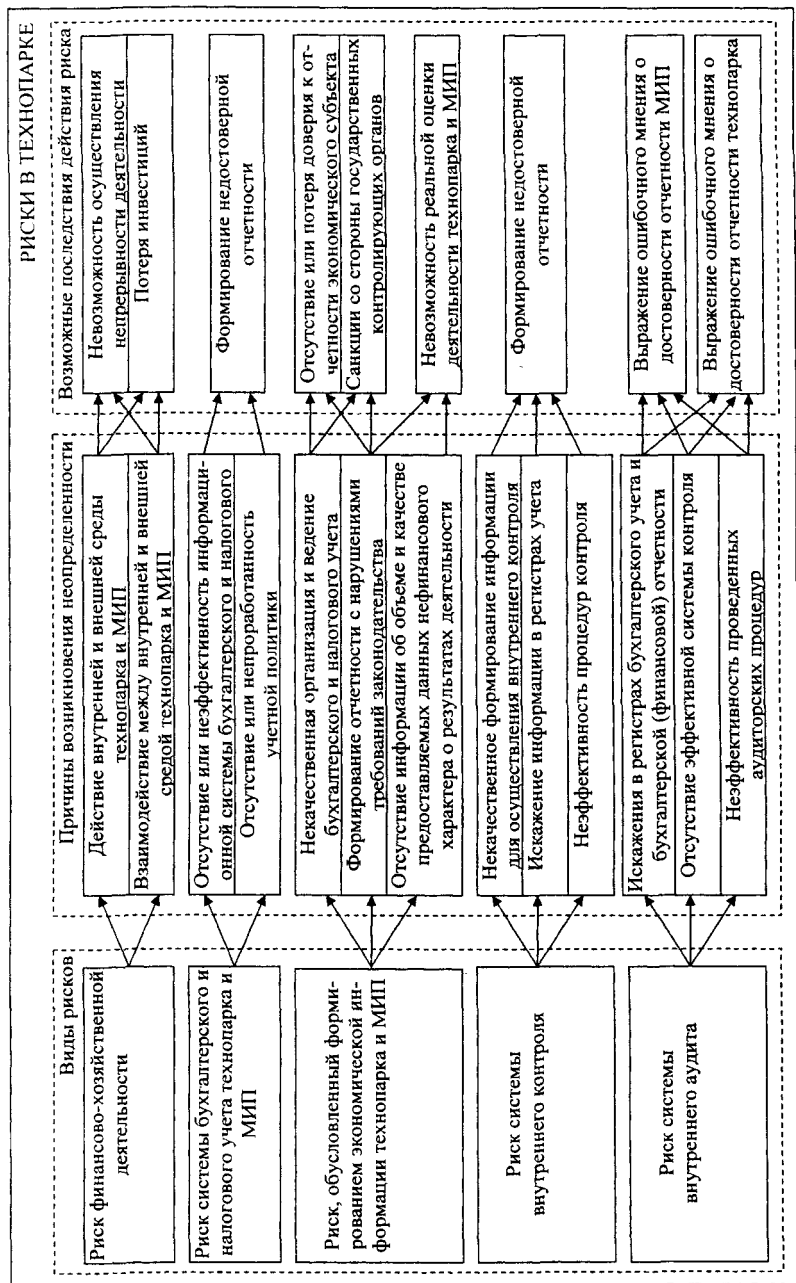 РИСКИ В ТЕХНОПАРКЕ
Виды рисков
Риск финансово-хозяйственной
деятельности
Риск системы бухгалтерского и
налогового учета технопарка и
МИП
Риск, обусловленный форми-
рованием экономической ин-
формации технопарка и МИП
Риск системы
внутреннего контроля
Риск системы
внутреннего аудита
Причины возникновения неопределенности
Действие внутренней и внешней среды
технопарка и МИП
Взаимодействие между внутренней и внешней
средой технопарка и МИП
Отсутствие или неэффективность информаци-
онной системы бухгалтерского и налогового
Отсутствие или непроработанность
учетной политики
Некачественная организация и ведение
бухгалтерского и налогового учета
Формирование отчетности с нарушениями
требований законодательства
Отсутствие информации об объеме и качестве
предоставляемых данных нефинансового
характера о результатах деятельности
Некачественное формирование информации
для осуществления внутреннего контроля
Искажение информации в регистрах учета
Неэффективность процедур контроля
Искажения в регистрах бухгалтерского учета и
бухгалтерской (финансовой) отчетности
Отсутствие эффективной системы контроля
Неэффективность проведенных
аудиторских процедур
Возможные последствия действия риска
Невозможность осуществления
непрерывности деятельности
Потеря инвестиций
Формирование недостоверной
отчетности
Отсутствие или потеря доверия к от-
четности экономического субъекта
Санкции со стороны государственных
контролирующих органов
Невозможность реальной оценки
деятельности технопарка и МИП
Формирование недостоверной
отчетности
Выражение ошибочного мнения о
достоверности отчетности МИП
Выражение ошибочного мнения о
достоверности отчетности технопарка